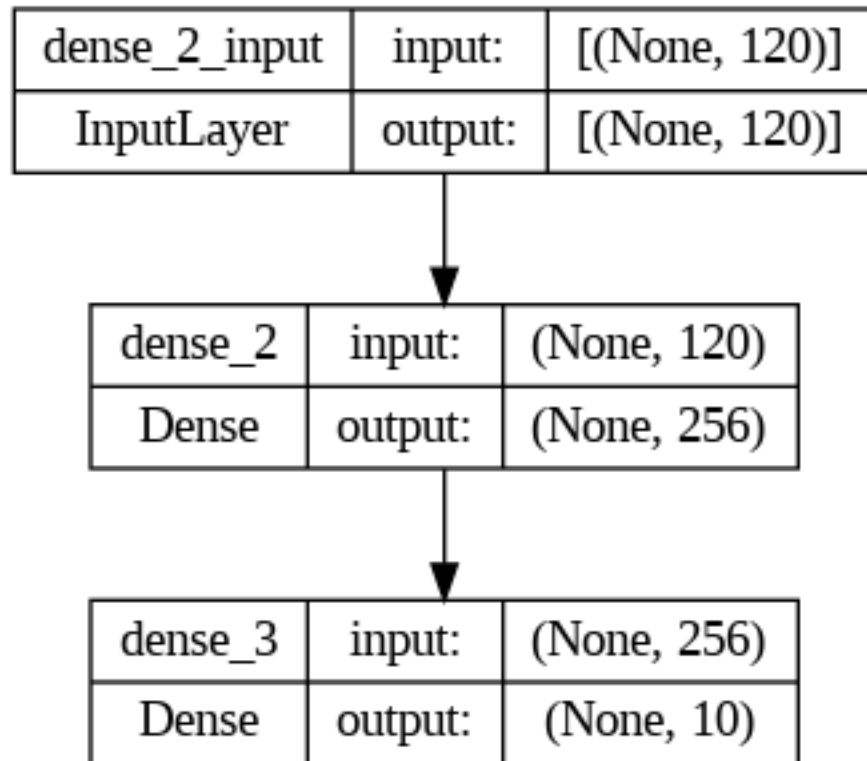 dense_2_input input: [(None, 120)]
InputLayer output: [(None, 120)]
dense_2 input: (None, 120)
Dense output: (None, 256)
dense_3 input: (None, 256)
Dense output: (None, 10)